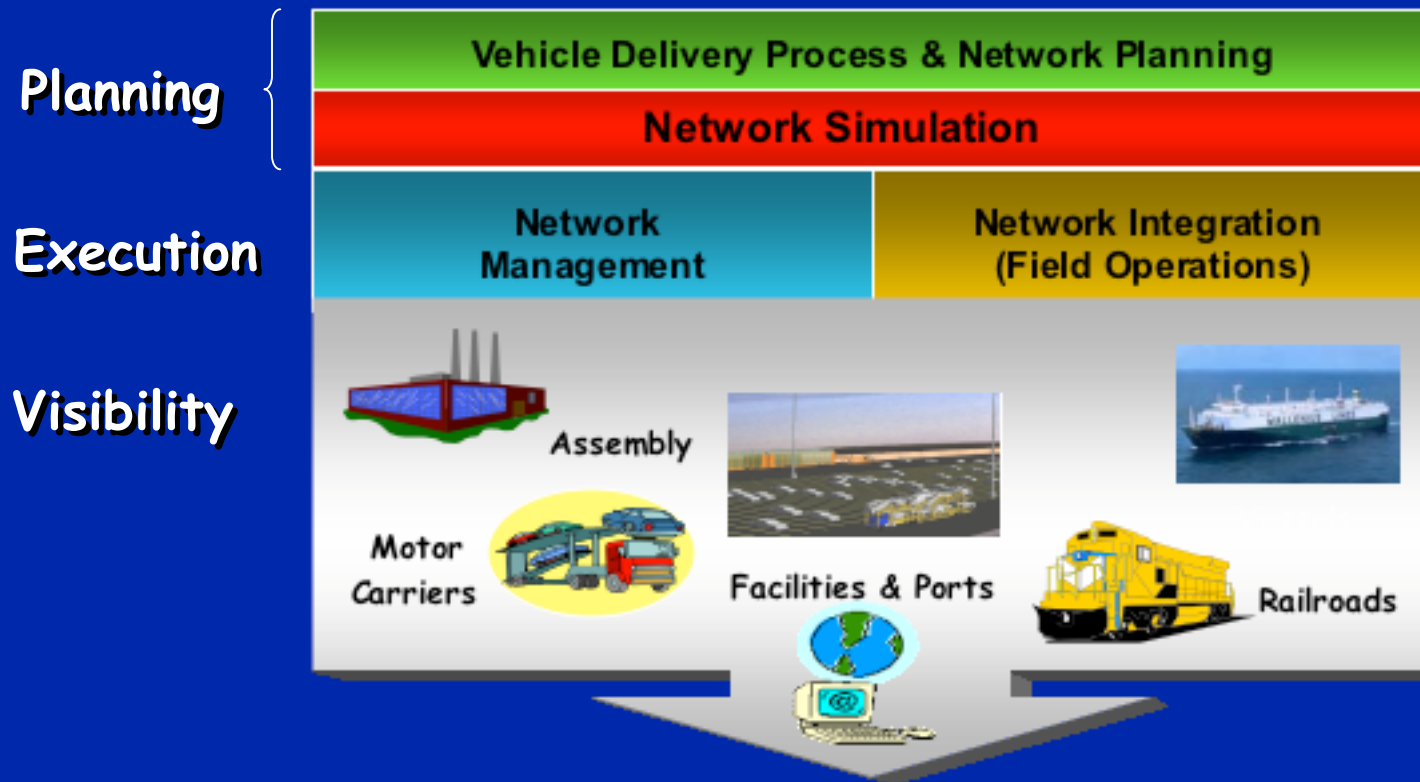 Planning
Vehicle Delivery Process & Network Planning
Network Simulation
Execution
Network
Management
Network Integration
(Field Operations)
Visibility
Assembly
Motor
Carriers
Facilities & Ports
Railroads
@